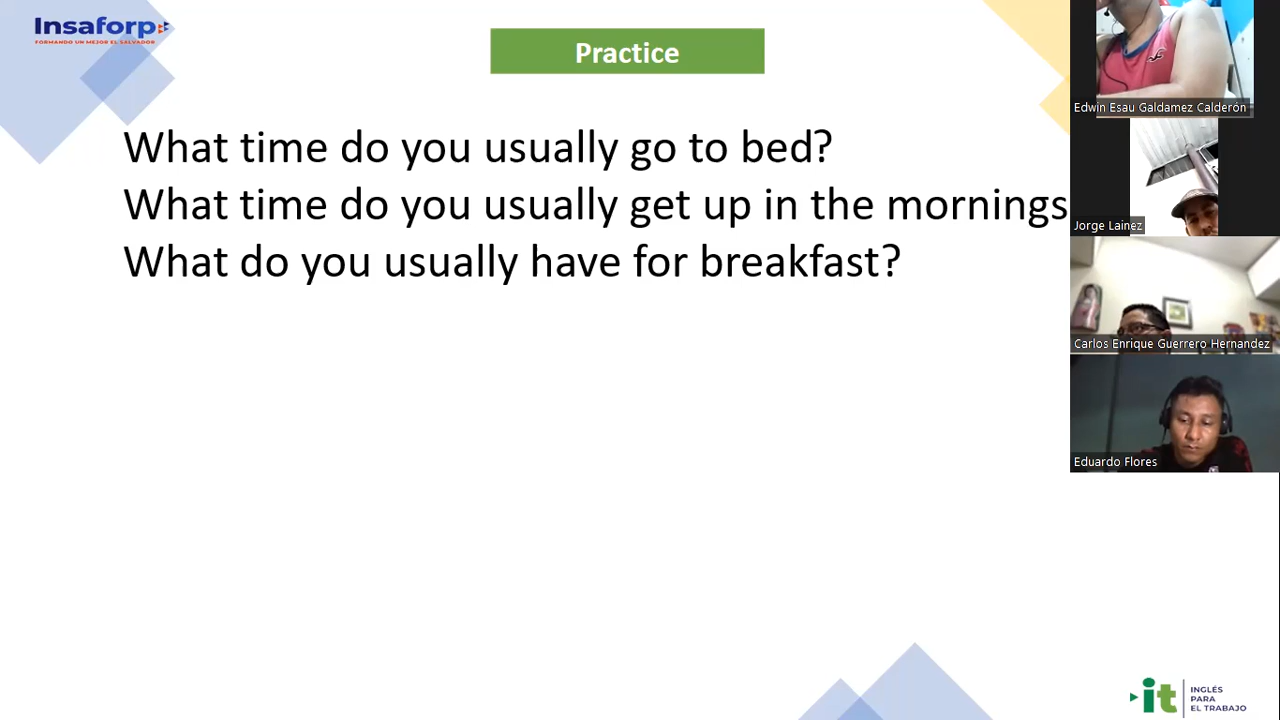 Insaforp
FORMANDO UN MEJOR EL SALVADOR
Practice
What time do you usually go to bed?
What time do you usually get up in the mornings
What do you usually have for breakfast?
Edwin Esau Galdamez Calderón
Jorge Lainez
Carlos Enrique Guerrero Hernandez
Eduardo Flores
it
INGLÉS
PARA
EL TRABAJO